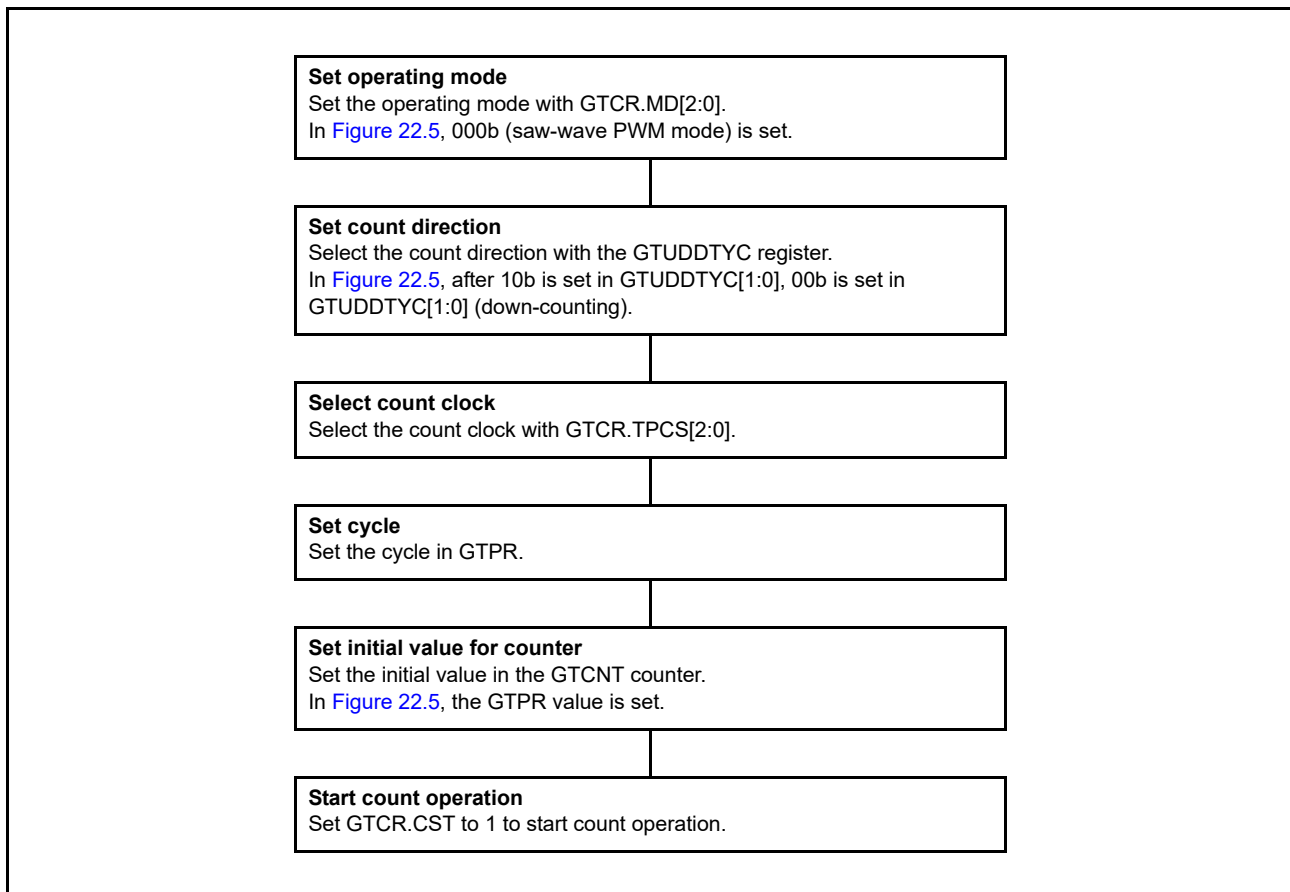 Set operating mode
Set the operating mode with GTCR.MD[2:0].
In Figure 22.5, 000b (saw-wave PWM mode) is set.
Set count direction
Select the count direction with the GTUDDTYC register.
In Figure 22.5, after 10b is set in GTUDDTYC[1:0], 00b is set in
GTUDDTYC[1:0] (down-counting).
Select count clock
Select the count clock with GTCR.TPCS[2:0].
Set cycle
Set the cycle in GTPR.
Set initial value for counter
Set the initial value in the GTCNT counter.
In Figure 22.5, the GTPR value is set.
Start count operation
Set GTCR.CST to 1 to start count operation.